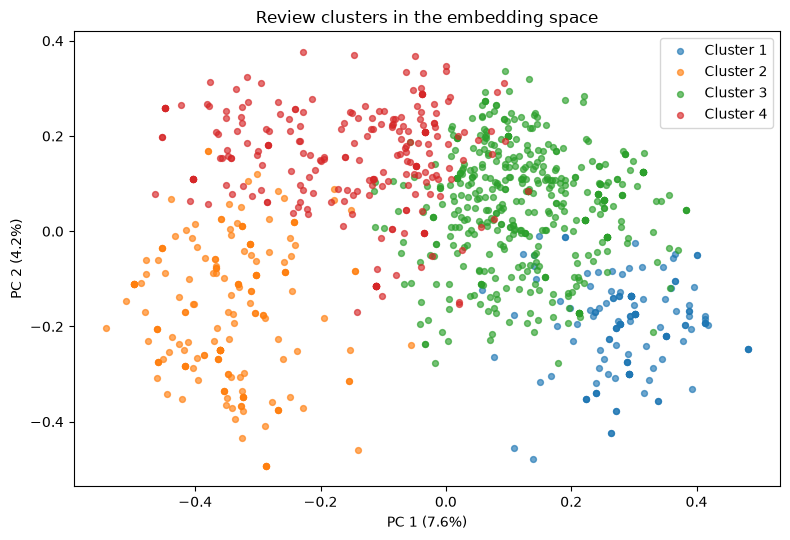 Review clusters in the embedding space
Cluster 1
Cluster 2
Cluster 3
Cluster 4
0.4
0.2
0.0
−0.2
−0.4
PC 2 (4.2%)
−0.4
−0.2
0.0
0.2
0.4
PC 1 (7.6%)